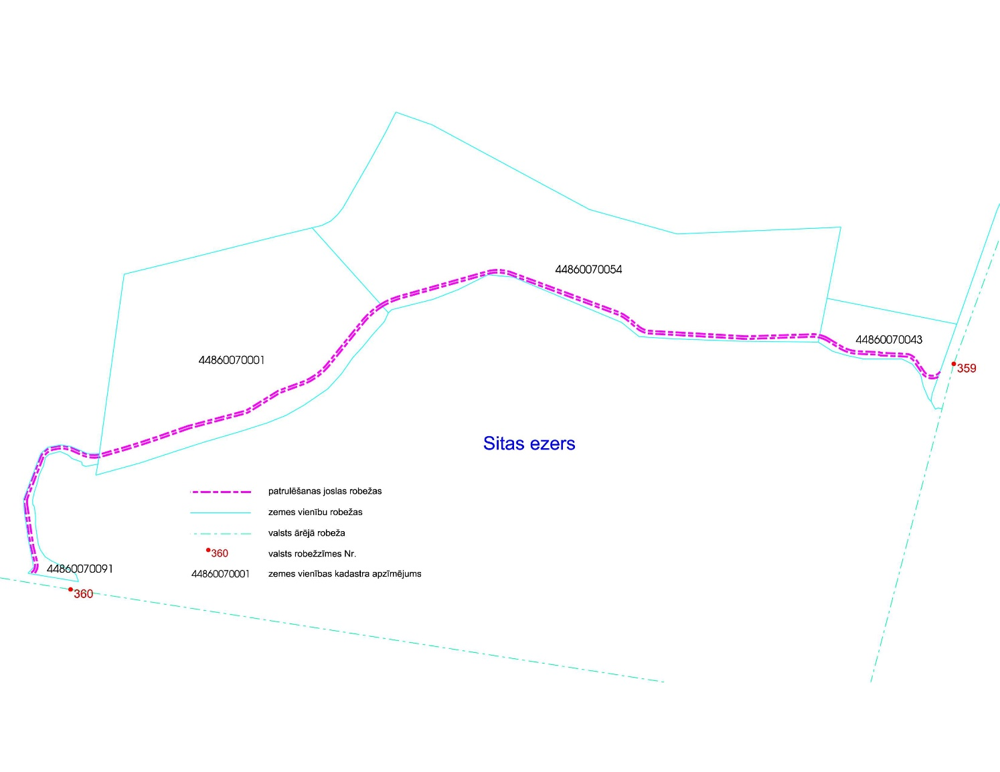 44860070054
44860070043
44860070001
359
Sitas ezers
patrulēšanas joslas robežas
zemes vienību robežas
valsts ārējā robeža
360 valsts robežzīmes Nr.
44860070001 zemes vienības kadastra apzīmējums
44860070091
360